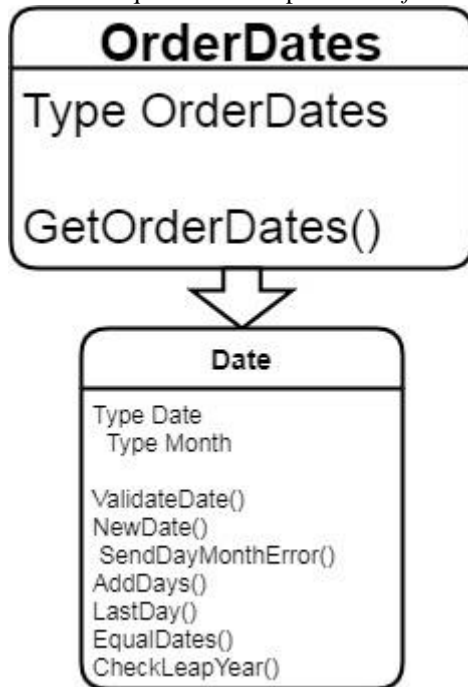 OrderDates
Type OrderDates
GetOrderDates()
Date
Type Date
Type Month
ValidateDate()
NewDate()
SendDayMonthError()
AddDays()
LastDay()
EqualDates()
CheckLeapYear()